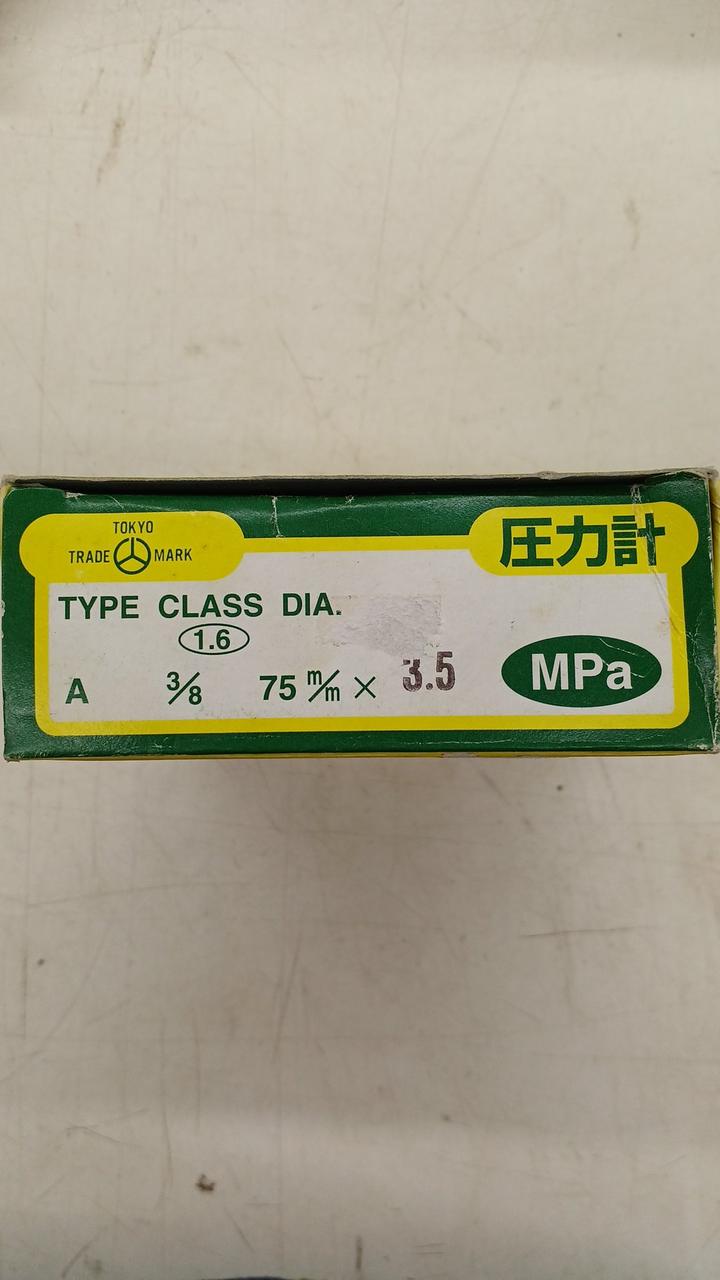 TOKYO
TRADE MARK
圧力計
TYPE CLASS DIA.
1.6
A 3/8 75 m/m × 3.5 MPa